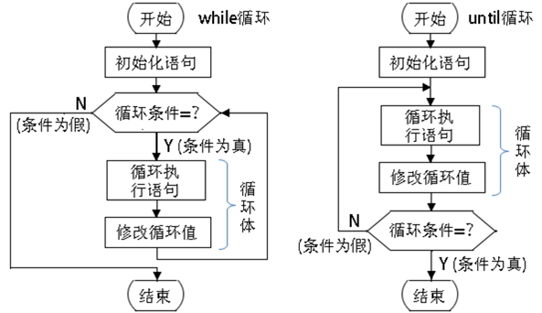 开始
while循环
初始化语句
循环条件=?
N
(条件为假)
Y (条件为真)
循环执
行语句
修改循环值
循
环
体
结束
开始
until循环
初始化语句
循环执
行语句
修改循环值
循
环
体
循环条件=?
N
(条件为假)
Y (条件为真)
结束